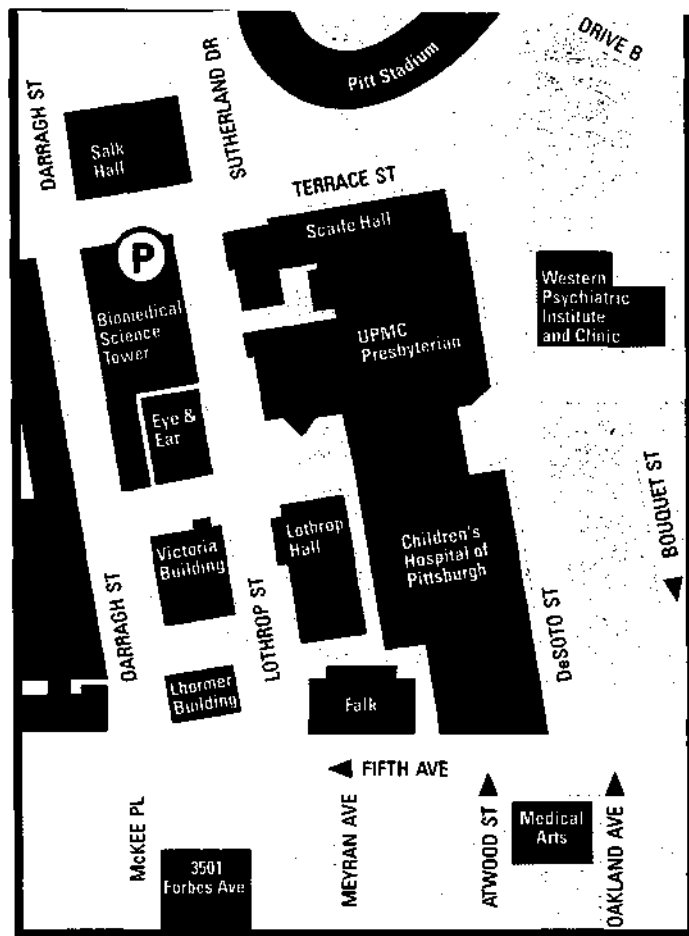 DRIVE B
Pitt Stadium
SUTHERLAND DR
DARRAGH ST
Salk
Hall
TERRACE ST
Scaife Hall
P
Western
Psychiatric
Institute
and Clinic
Biomedical
Science
Tower
UPMC
Presbyterian
Eye &
Ear
BOUQUET ST
Lothrop
Hall
Children's
Hospital of
Pittsburgh
Victoria
Building
DARRAGH ST
LOTHROP ST
DeSOTO ST
Lhormer
Building
Falk
FIFTH AVE
McKEE PL
MEYRAN AVE
ATWOOD ST
Medical
Arts
OAKLAND AVE
3501
Forbes Ave